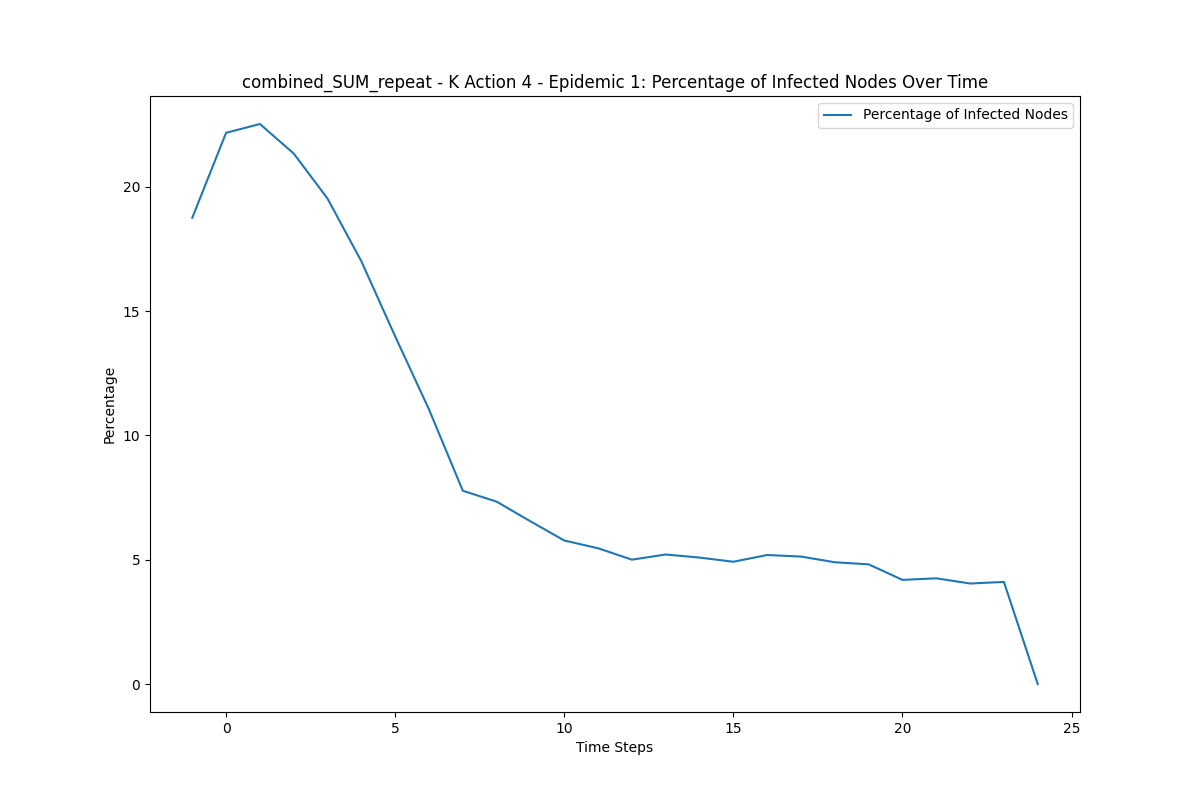 combined_SUM_repeat - K Action 4 - Epidemic 1: Percentage of Infected Nodes Over Time
Percentage of Infected Nodes
Percentage
20
15
10
5
0
0 5 10 15 20 25
Time Steps